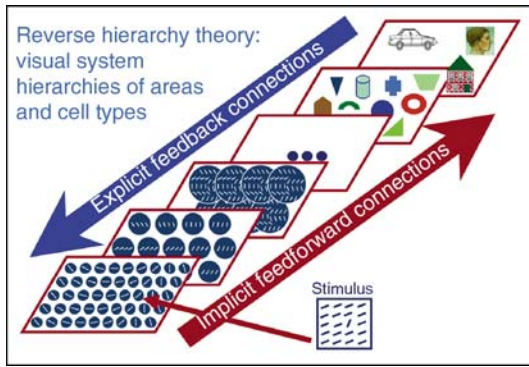 Reverse hierarchy theory:
visual system
hierarchies of areas
and cell types
Explicit feedback connections
Implicit feedforward connections
Stimulus